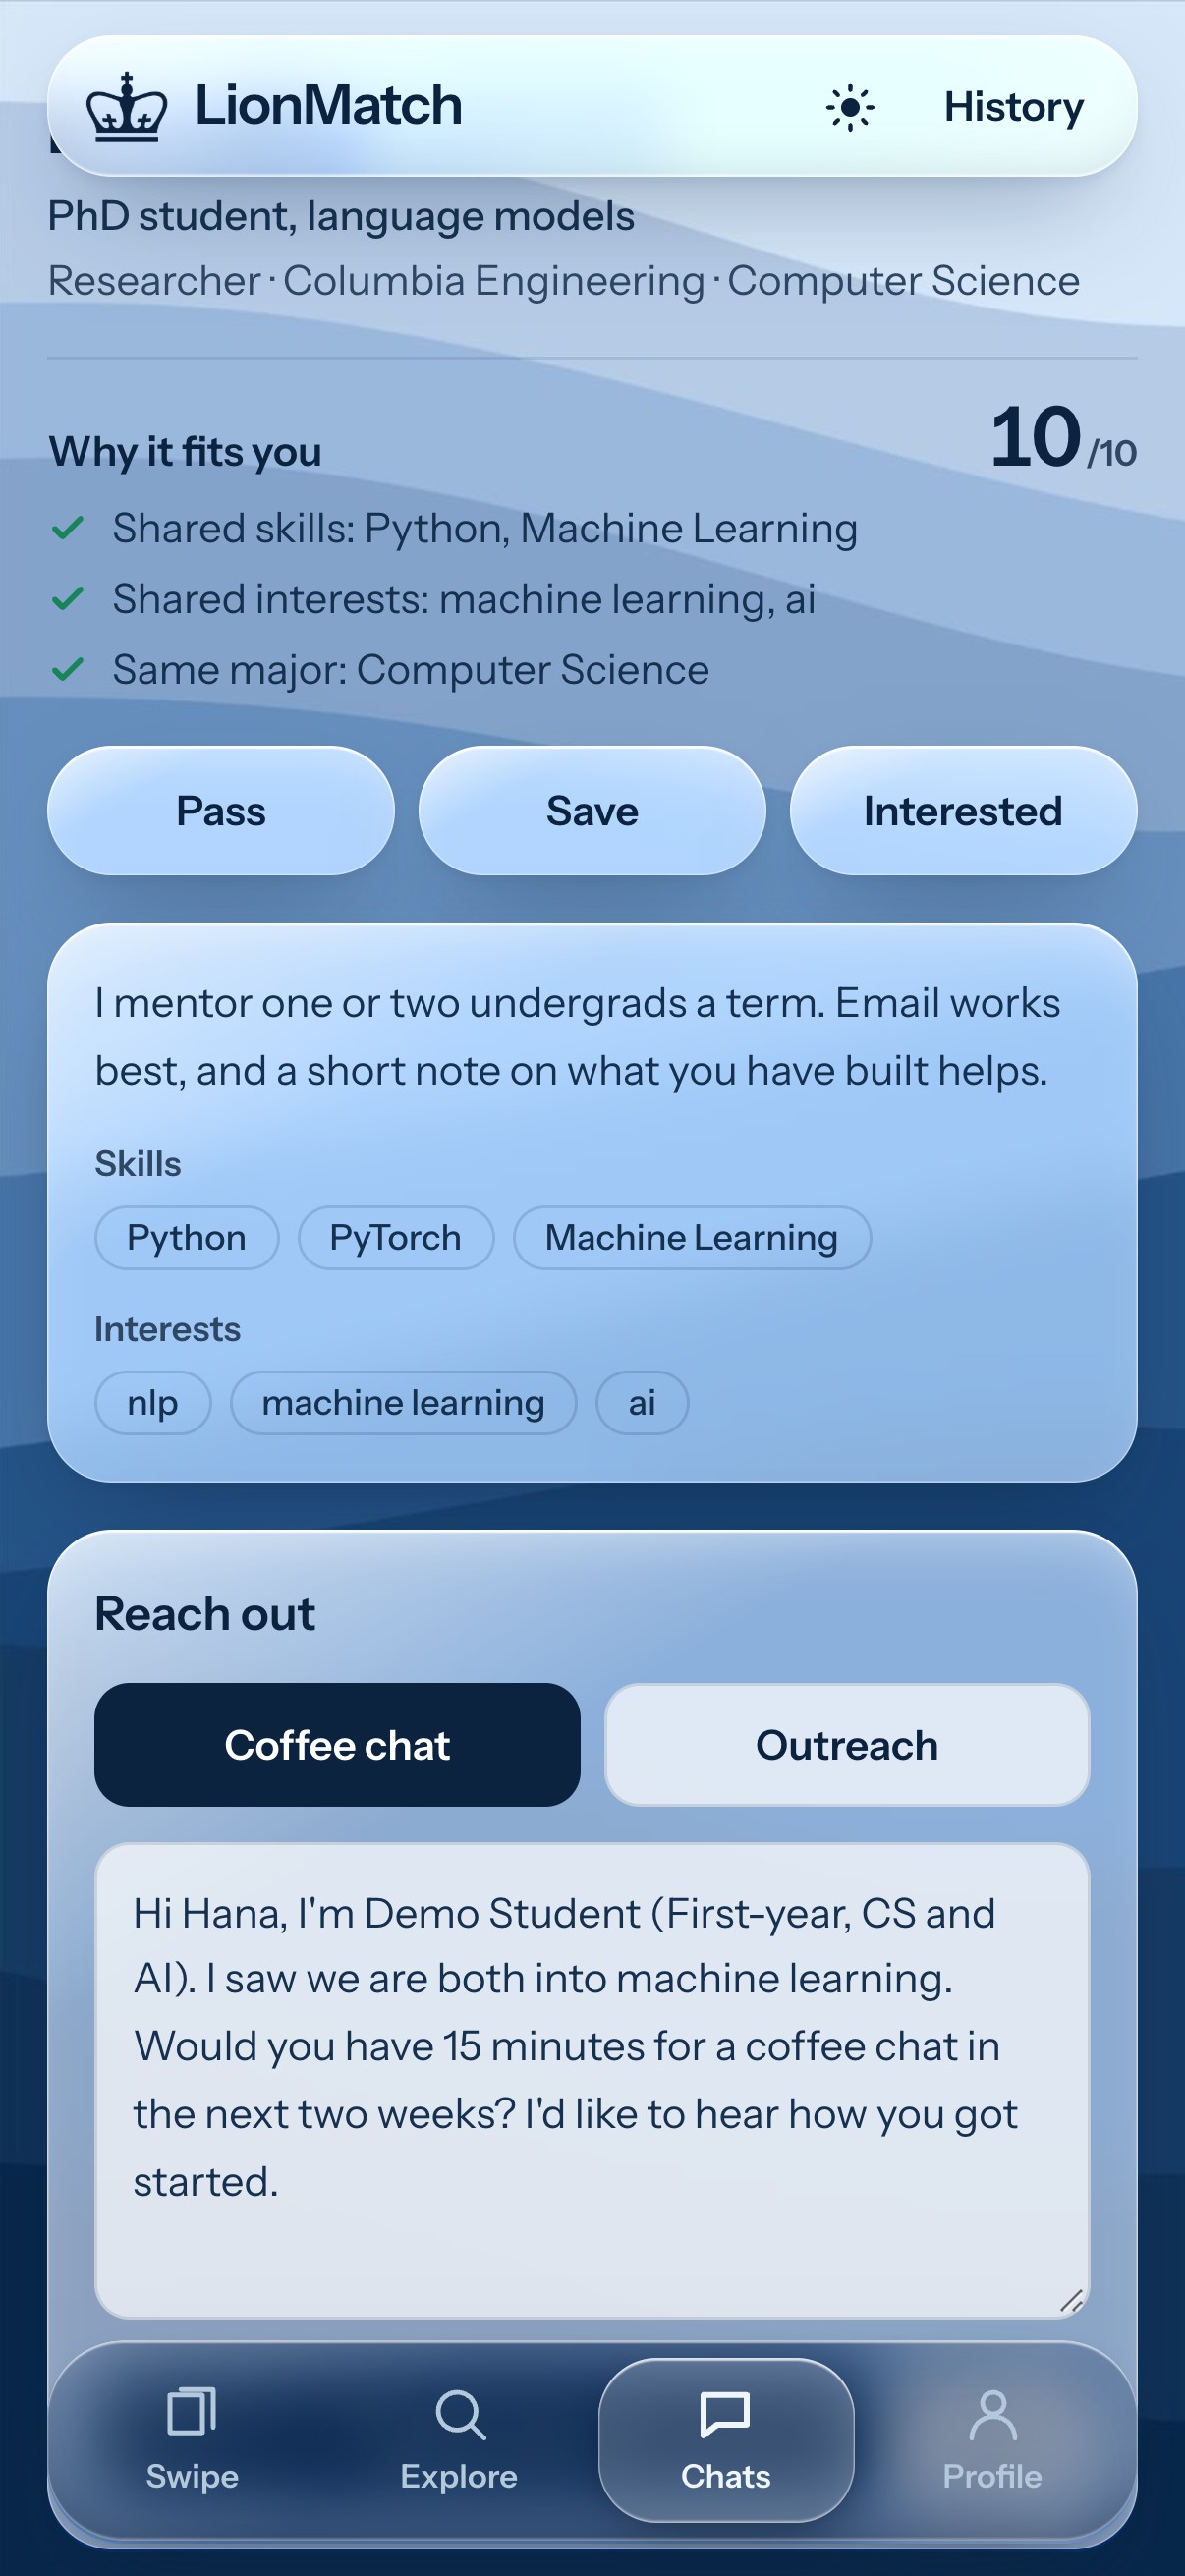 LionMatch
History
PhD student, language models
Researcher · Columbia Engineering · Computer Science
Why it fits you
10/10
Shared skills: Python, Machine Learning
Shared interests: machine learning, ai
Same major: Computer Science
Pass
Save
Interested
I mentor one or two undergrads a term. Email works
best, and a short note on what you have built helps.
Skills
Python
PyTorch
Machine Learning
Interests
nlp
machine learning
ai
Reach out
Coffee chat
Outreach
Hi Hana, I'm Demo Student (First-year, CS and
AI). I saw we are both into machine learning.
Would you have 15 minutes for a coffee chat in
the next two weeks? I'd like to hear how you got
started.
Swipe
Explore
Chats
Profile